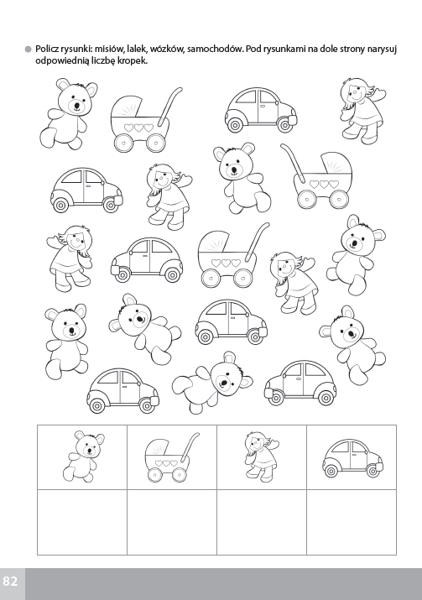 Policz rysunki: misiów, lalek, wózków, samochodów. Pod rysunkami na dole strony narysuj
odpowiednią liczbę kropek.
82